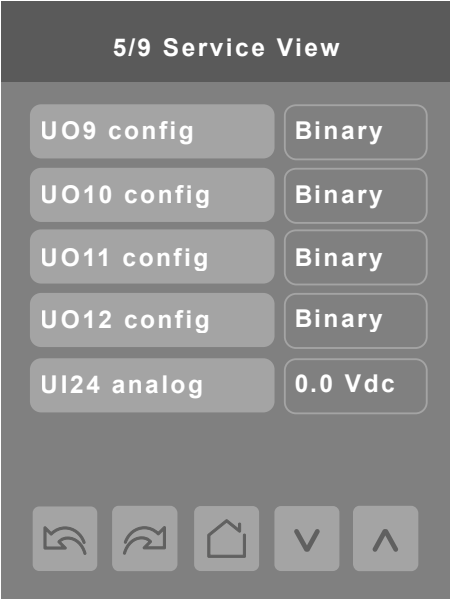 5/9 Service View
UO9 config Binary
UO10 config Binary
UO11 config Binary
UO12 config Binary
UI24 analog 0.0 Vdc